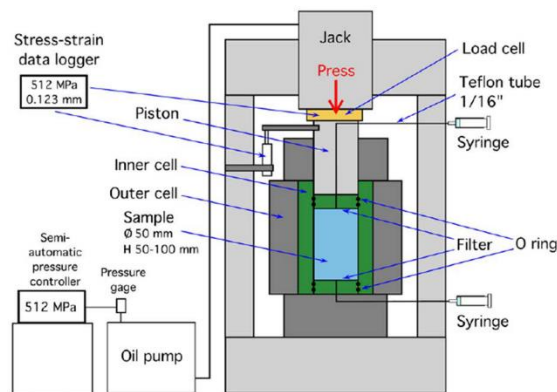 Stress-strain
data logger
512 MPa
0.123 mm
Piston
Inner cell
Outer cell
Sample
Ø 50 mm
H 50-100 mm
Semi-
automatic
pressure
controller
512 MPa
Pressure
gage
Oil pump
Jack
Press
Load cell
Teflon tube
1/16"
Syringe
Filter
O ring
Syringe